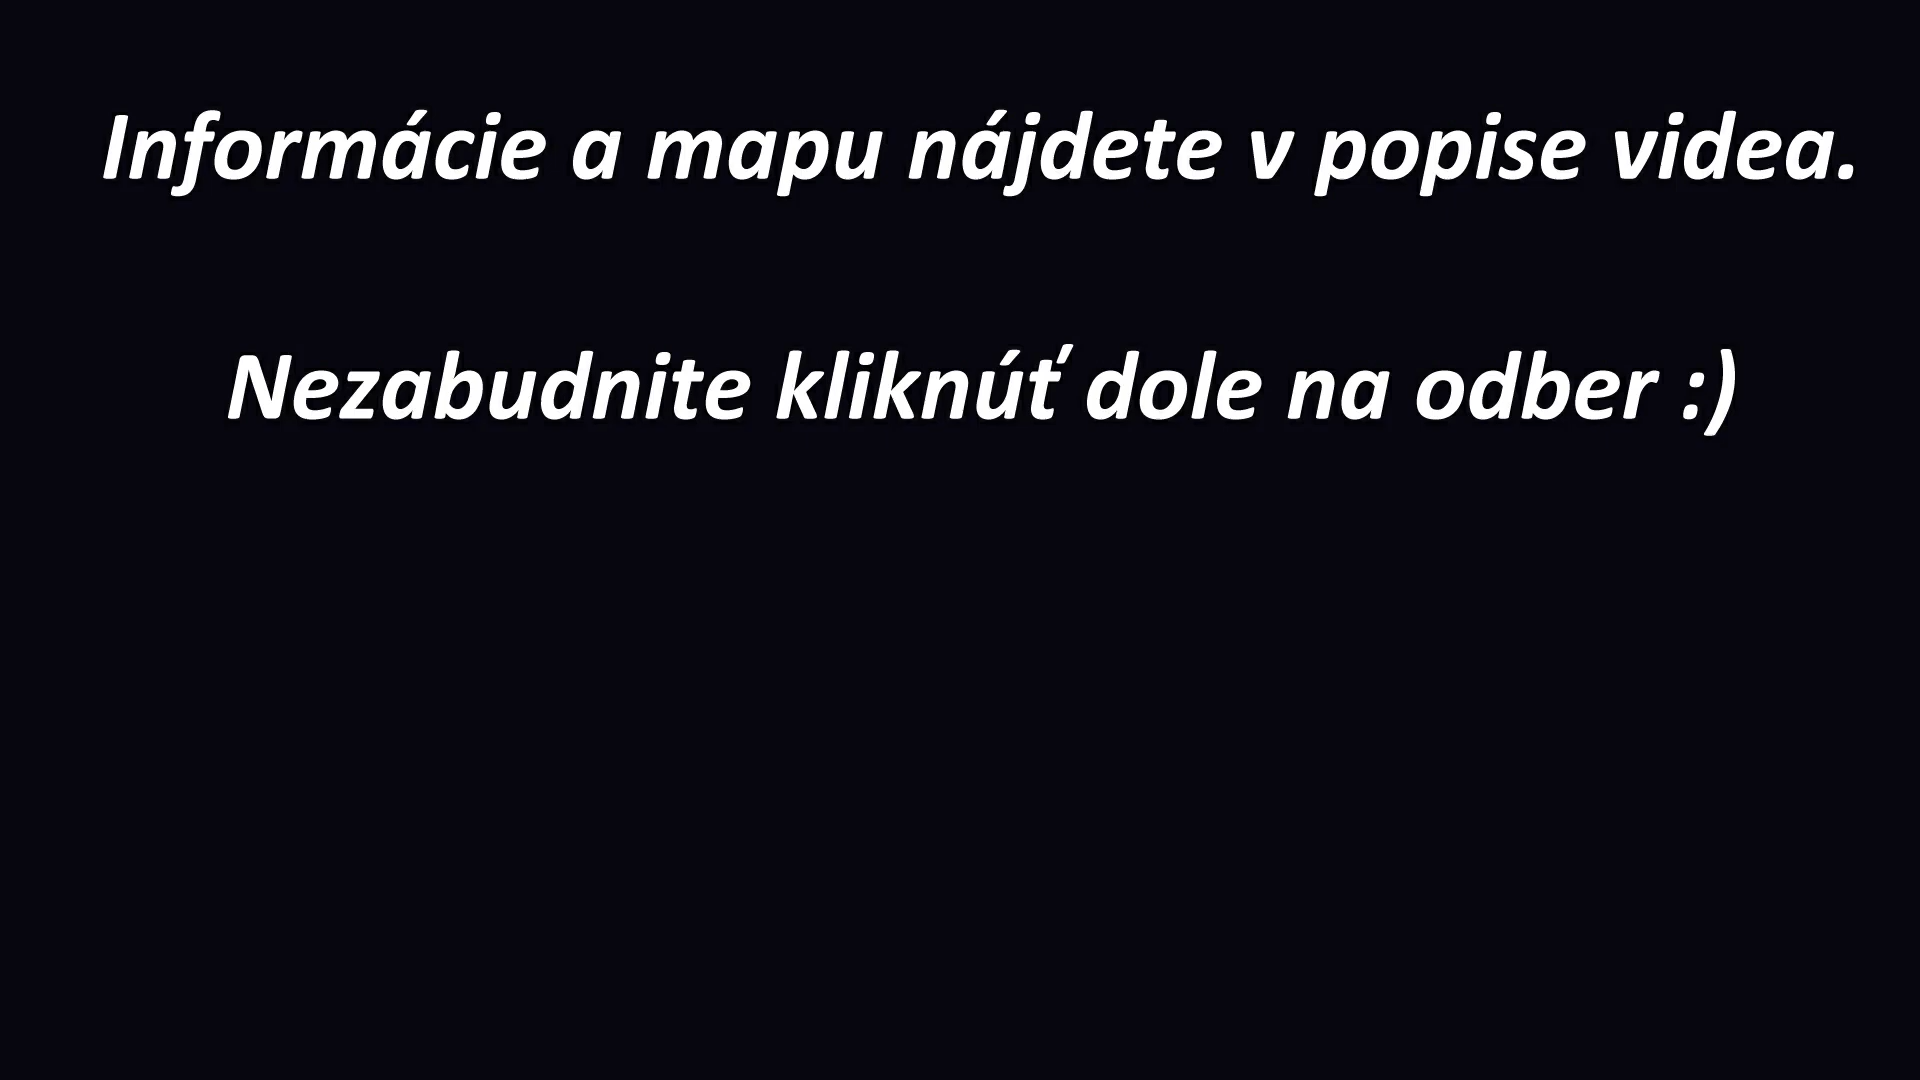 Informácie a mapu nájdete v popise videa.
Nezabudnite kliknúť dole na odber :)